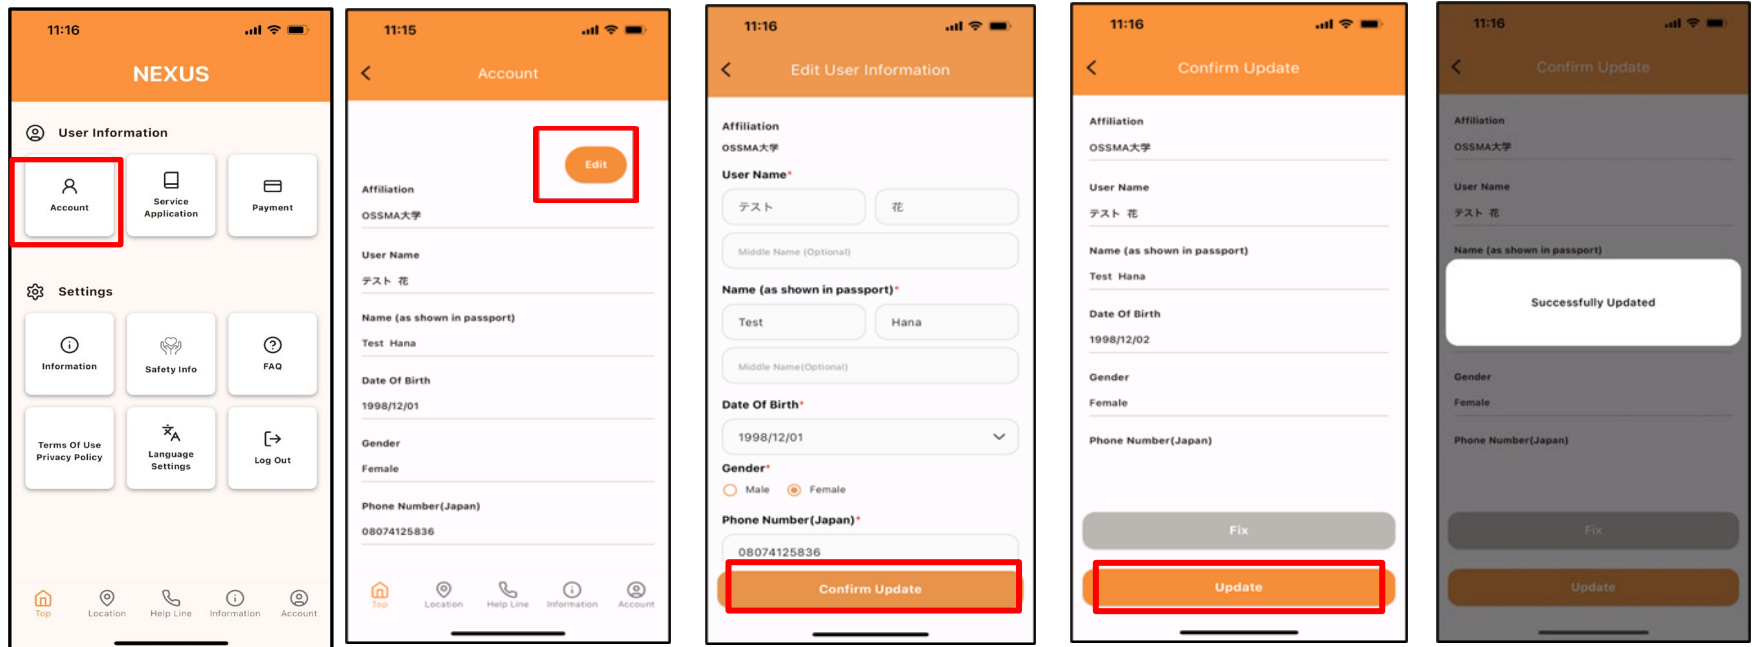 11:16
NEXUS
User Information
Account
Service
Application
Payment
Settings
Information
Safety Info
FAQ
Terms Of Use
Privacy Policy
Language
Settings
Log Out
Top
Location
Help Line
Information
Account
11:15
Account
Edit
Affiliation
OSSMA大学
User Name
テスト 花
Name (as shown in passport)
Test Hana
Date Of Birth
1998/12/01
Gender
Female
Phone Number(Japan)
08074125836
Top
Location
Help Line
Information
Account
11:16
Edit User Information
Affiliation
OSSMA大学
User Name*
テスト
花
Middle Name (Optional)
Name (as shown in passport)*
Test
Hana
Middle Name(Optional)
Date Of Birth*
1998/12/01
Gender*
Male
Female
Phone Number(Japan)*
08074125836
Confirm Update
11:16
Confirm Update
Affiliation
OSSMA大学
User Name
テスト 花
Name (as shown in passport)
Test Hana
Date Of Birth
1998/12/02
Gender
Female
Phone Number(Japan)
Fix
Update
11:16
Confirm Update
Affiliation
OSSMA大学
User Name
テスト 花
Name (as shown in passport)
Successfully Updated
Gender
Female
Phone Number(Japan)
Fix
Update